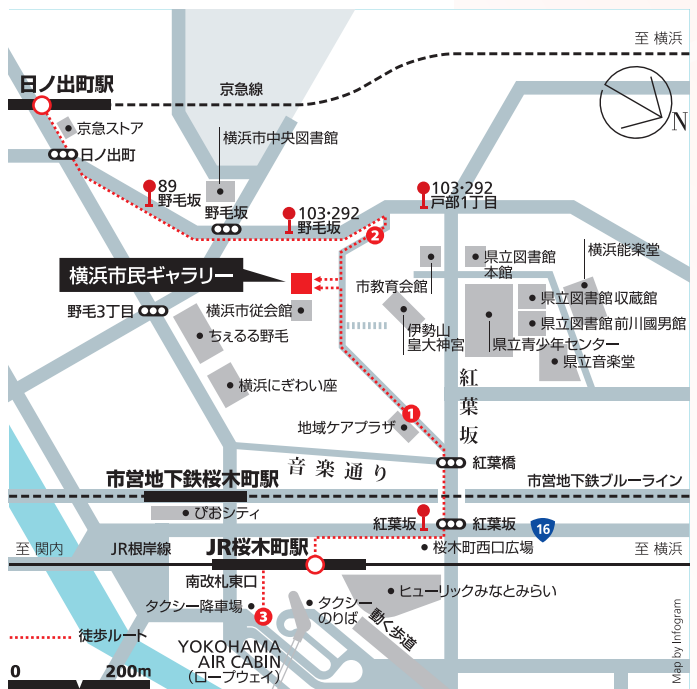 至 横浜
日ノ出町駅
京急線
N
京急ストア
横浜市中央図書館
日ノ出町
89
野毛坂
野毛坂
103·292
野毛坂
103·292
戸部1丁目
2
横浜市民ギャラリー
市教育会館
県立図書館
本館
横浜能楽堂
野毛3丁目
横浜市従会館
ちぇるる野毛
伊勢山
皇大神宮
県立図書館収蔵館
県立図書館前川國男館
県立青少年センター
県立音楽堂
横浜にぎわい座
紅葉坂
1
地域ケアプラザ
音楽通り
紅葉橋
市営地下鉄桜木町駅
市営地下鉄ブルーライン
ぴおシティ
紅葉坂
紅葉坂
16
至 関内
JR根岸線
JR桜木町駅
桜木町西口広場
至 横浜
南改札東口
タクシー降車場
3
タクシー
のりば
ヒューリックみなとみらい
動く歩道
徒歩ルート
YOKOHAMA
AIR CABIN
（ロープウェイ）
0 200m
Map by Infogram